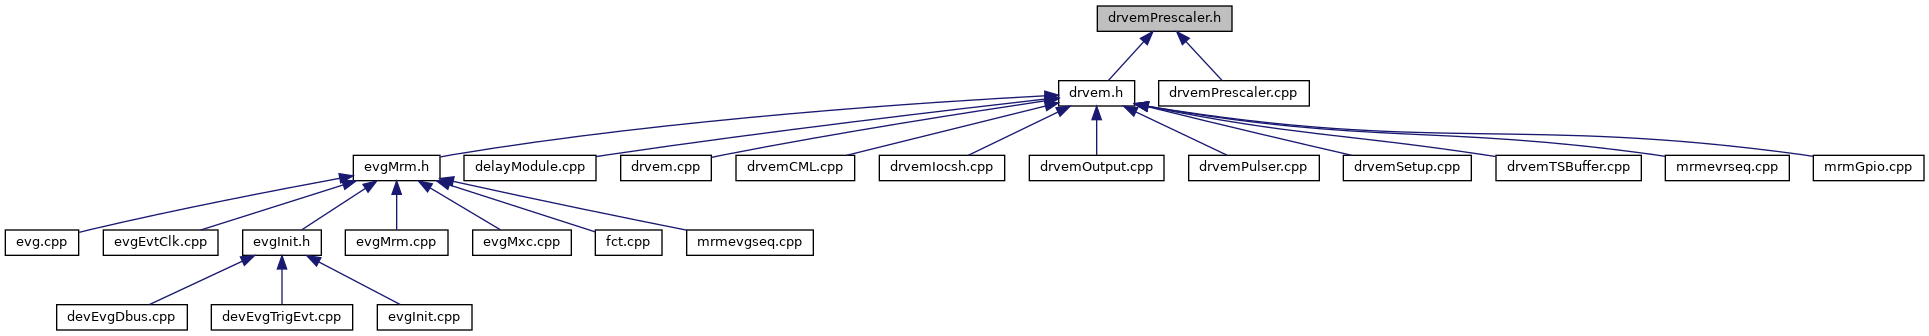 drvemPrescaler.h
drvem.h
drvemPrescaler.cpp
evgMrm.h
delayModule.cpp
drvem.cpp
drvemCML.cpp
drvemIocsh.cpp
drvemOutput.cpp
drvemPulser.cpp
drvemSetup.cpp
drvemTSBuffer.cpp
mrmevrseq.cpp
mrmGpio.cpp
evg.cpp
evgEvtClk.cpp
evgInit.h
evgMrm.cpp
evgMxc.cpp
fct.cpp
mrmevgseq.cpp
devEvgDbus.cpp
devEvgTrigEvt.cpp
evgInit.cpp